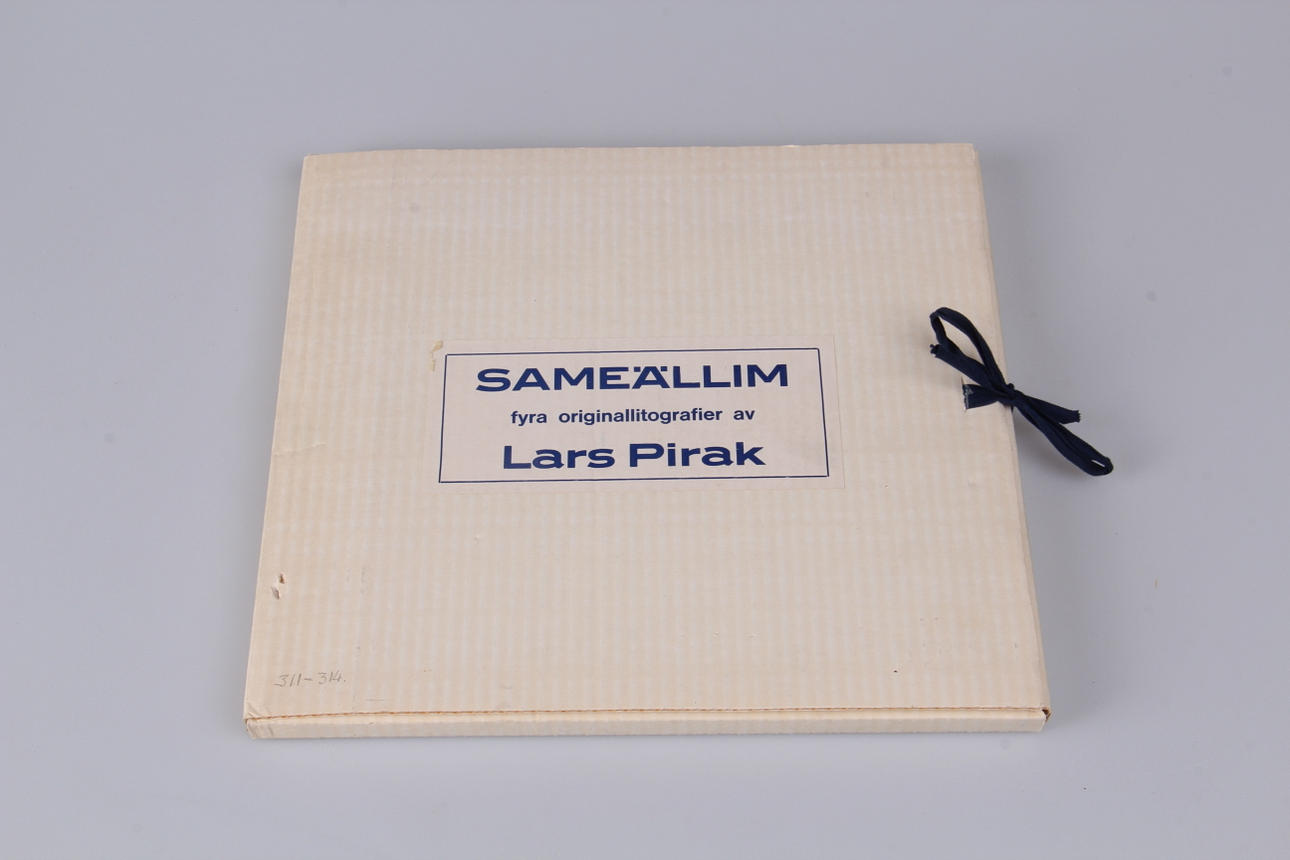 SAMEÄLLIM
fyra originallitografier av
Lars Pirak
311-314.